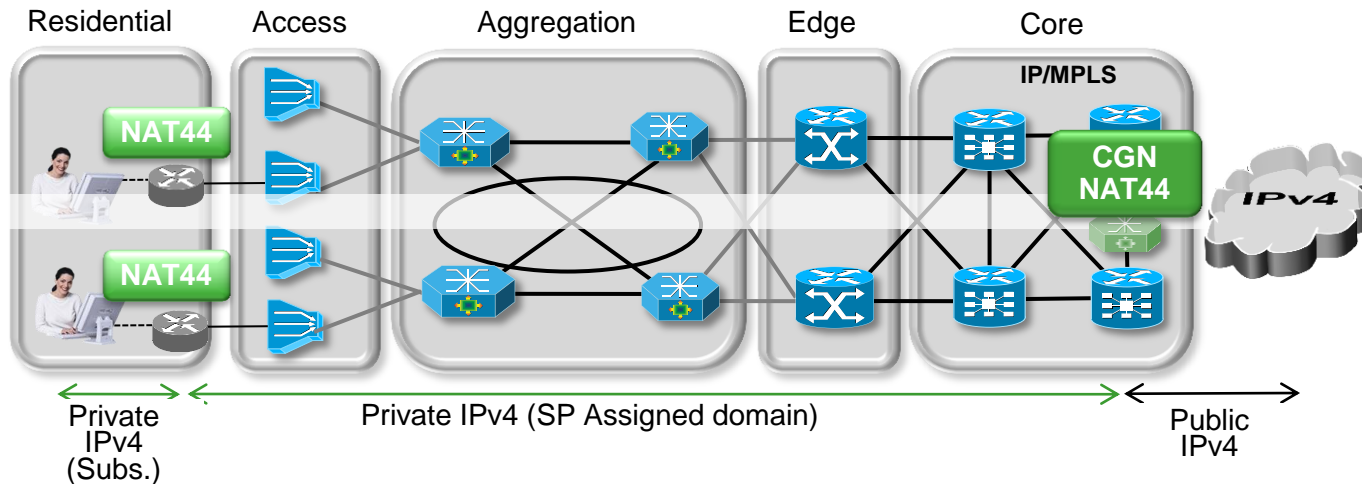 Residential
Access
Aggregation
Edge
Core
IP/MPLS
NAT44
CGN
NAT44
IPv4
NAT44
Private
IPv4
(Subs.)
Private IPv4 (SP Assigned domain)
Public
IPv4